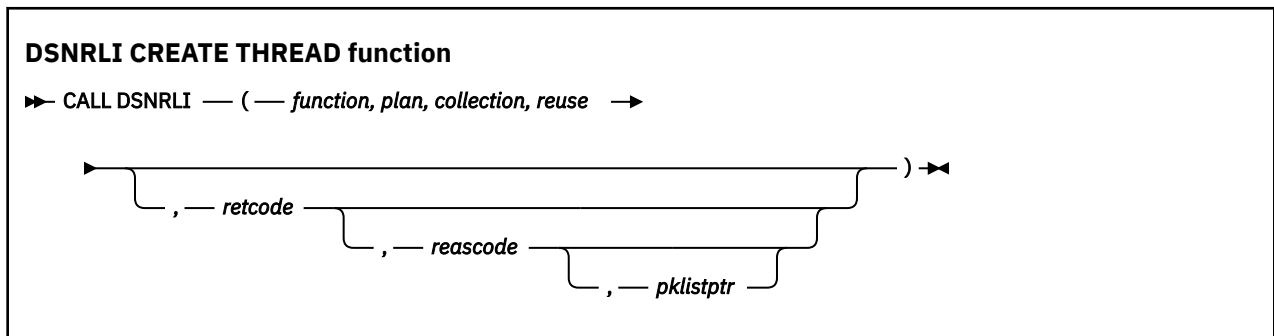 DSNRLI CREATE THREAD function
CALL DSNRLI ( function, plan, collection, reuse
)
, retcode
, reascode
, pklistptr